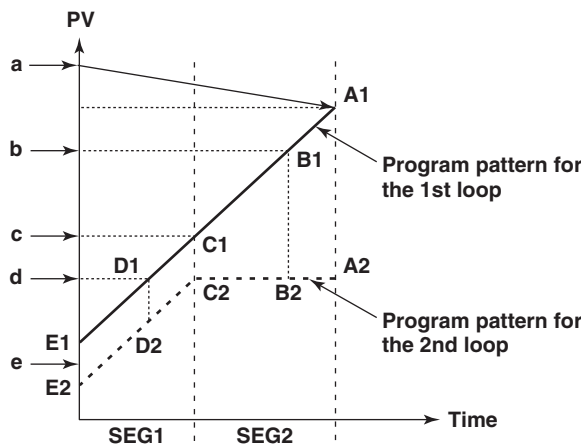 PV
a
A1
b
B1
Program pattern for
the 1st loop
c
C1
D1
d
A2
C2
B2
E1
D2
Program pattern for
the 2nd loop
e
E2
Time
SEG1
SEG2